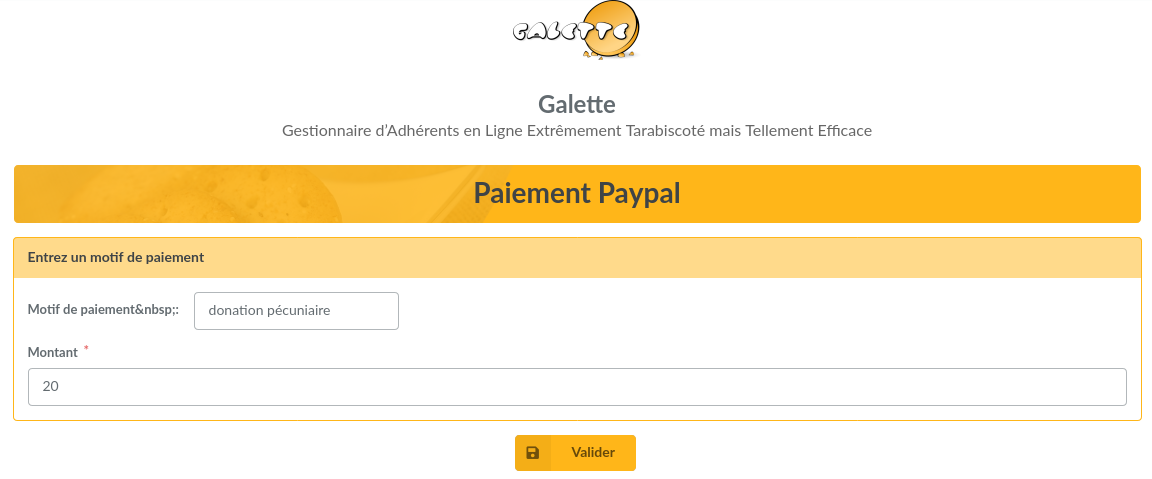 GALETTE
Galette
Gestionnaire d’Adhérents en Ligne Extrêmement Tarabiscoté mais Tellement Efficace
Paiement Paypal
Entrez un motif de paiement
Motif de paiement&nbsp;: donation pécuniaire
Montant *
20
Valider